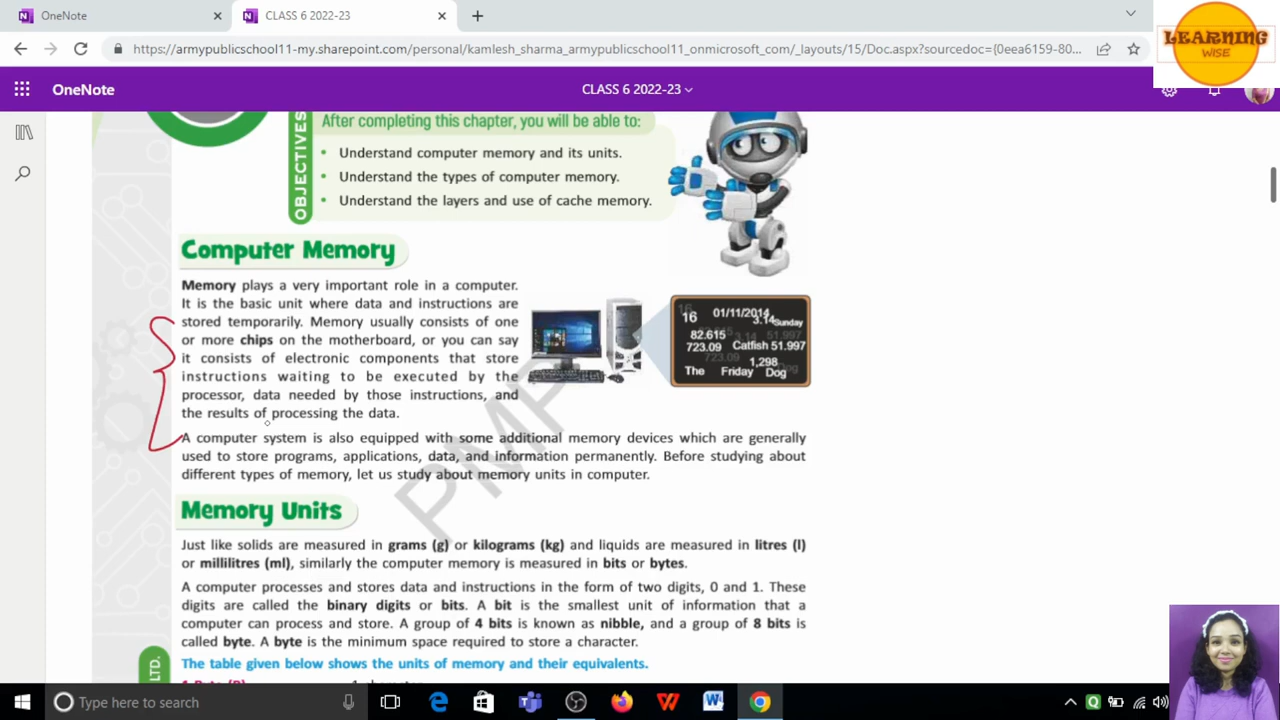 OneNote
CLASS 6 2022-23
https://armypublicschool11-my.sharepoint.com/personal/kamlesh_sharma_armypublicschool11_onmicrosoft_com/_layouts/15/Doc.aspx?sourcedoc={0eea6159-80...
LEARNING
WISE
OneNote
CLASS 6 2022-23
OBJECTIVES
After completing this chapter, you will be able to:
• Understand computer memory and its units.
• Understand the types of computer memory.
• Understand the layers and use of cache memory.
Computer Memory
Memory plays a very important role in a computer.
It is the basic unit where data and instructions are
stored temporarily. Memory usually consists of one
or more chips on the motherboard, or you can say
it consists of electronic components that store
instructions waiting to be executed by the
processor, data needed by those instructions, and
the results of processing the data.
16
16 01/11/2014
3.14 Sunday
82.615 3.14 51.997
723.09 Catfish 51.997
723.09 1,298
The Friday Dog
A computer system is also equipped with some additional memory devices which are generally
used to store programs, applications, data, and information permanently. Before studying about
different types of memory, let us study about memory units in computer.
PMP
Memory Units
Just like solids are measured in grams (g) or kilograms (kg) and liquids are measured in litres (l)
or millilitres (ml), similarly the computer memory is measured in bits or bytes.
A computer processes and stores data and instructions in the form of two digits, 0 and 1. These
digits are called the binary digits or bits. A bit is the smallest unit of information that a
computer can process and store. A group of 4 bits is known as nibble, and a group of 8 bits is
called byte. A byte is the minimum space required to store a character.
The table given below shows the units of memory and their equivalents.
1 Byte (B) 1 character
LTD.
Type here to search